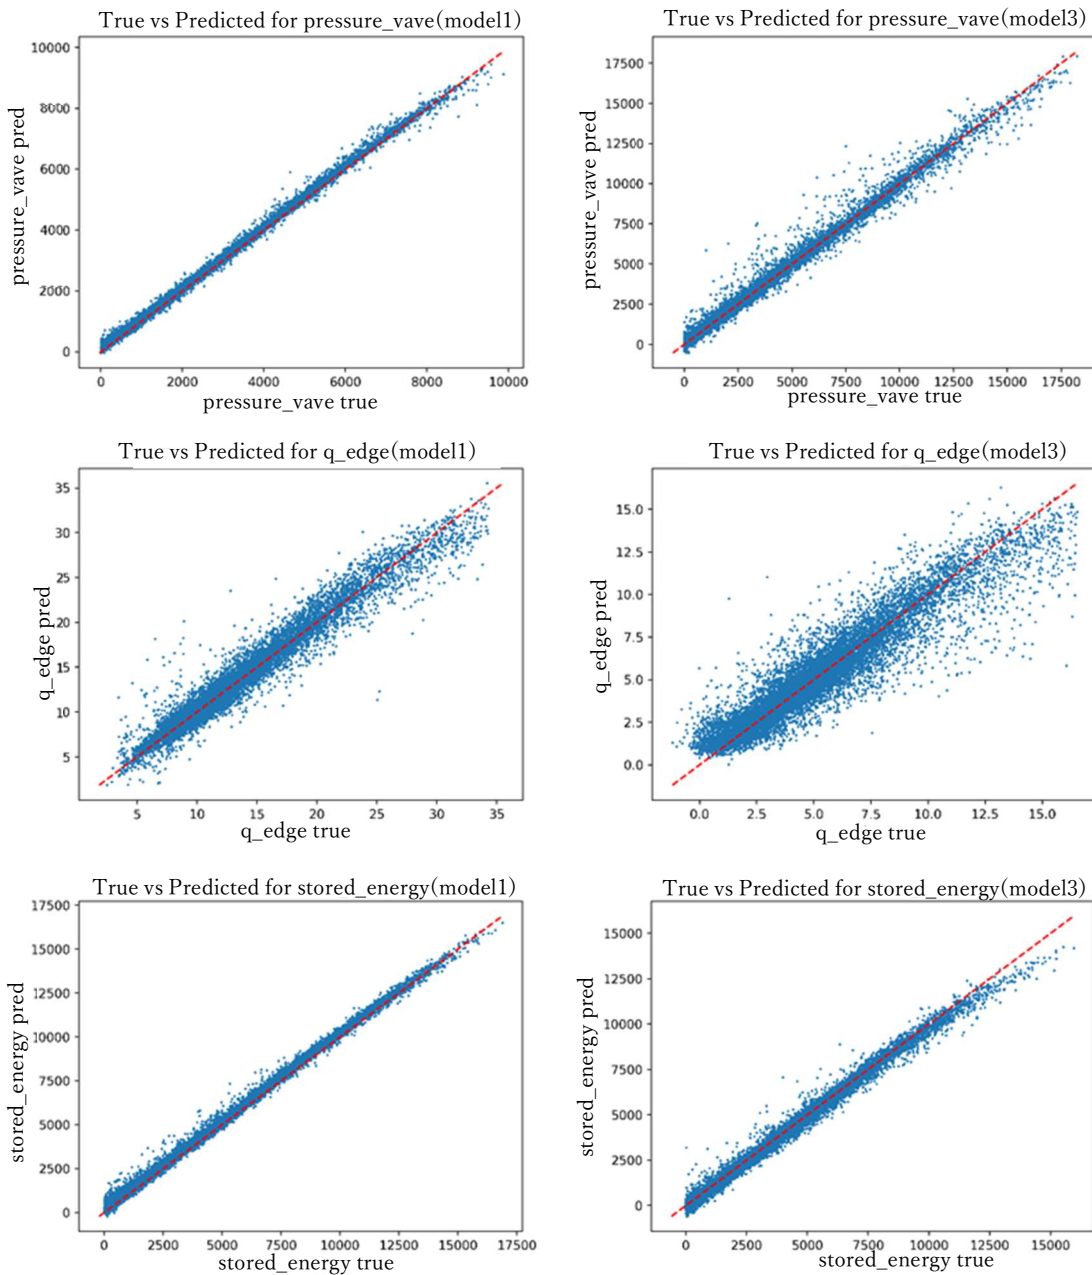 True vs Predicted for pressure_vave(model1)
10000
8000
6000
4000
2000
0
pressure_vave pred
0 2000 4000 6000 8000 10000
pressure_vave true
True vs Predicted for pressure_vave(model3)
17500
15000
12500
10000
7500
5000
2500
0
pressure_vave pred
0 2500 5000 7500 10000 12500 15000 17500
pressure_vave true
True vs Predicted for q_edge(model1)
35
30
25
20
15
10
5
q_edge pred
5 10 15 20 25 30 35
q_edge true
True vs Predicted for q_edge(model3)
15.0
12.5
10.0
7.5
5.0
2.5
0.0
q_edge pred
0.0 2.5 5.0 7.5 10.0 12.5 15.0
q_edge true
True vs Predicted for stored_energy(model1)
17500
15000
12500
10000
7500
5000
2500
0
stored_energy pred
0 2500 5000 7500 10000 12500 15000 17500
stored_energy true
True vs Predicted for stored_energy(model3)
15000
12500
10000
7500
5000
2500
0
stored_energy pred
0 2500 5000 7500 10000 12500 15000
stored_energy true